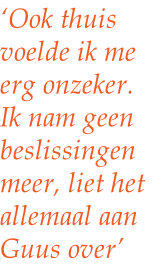 ‘Ook thuis
voelde ik me
erg onzeker.
Ik nam geen
beslissingen
meer, liet het
allemaal aan
Guus over’